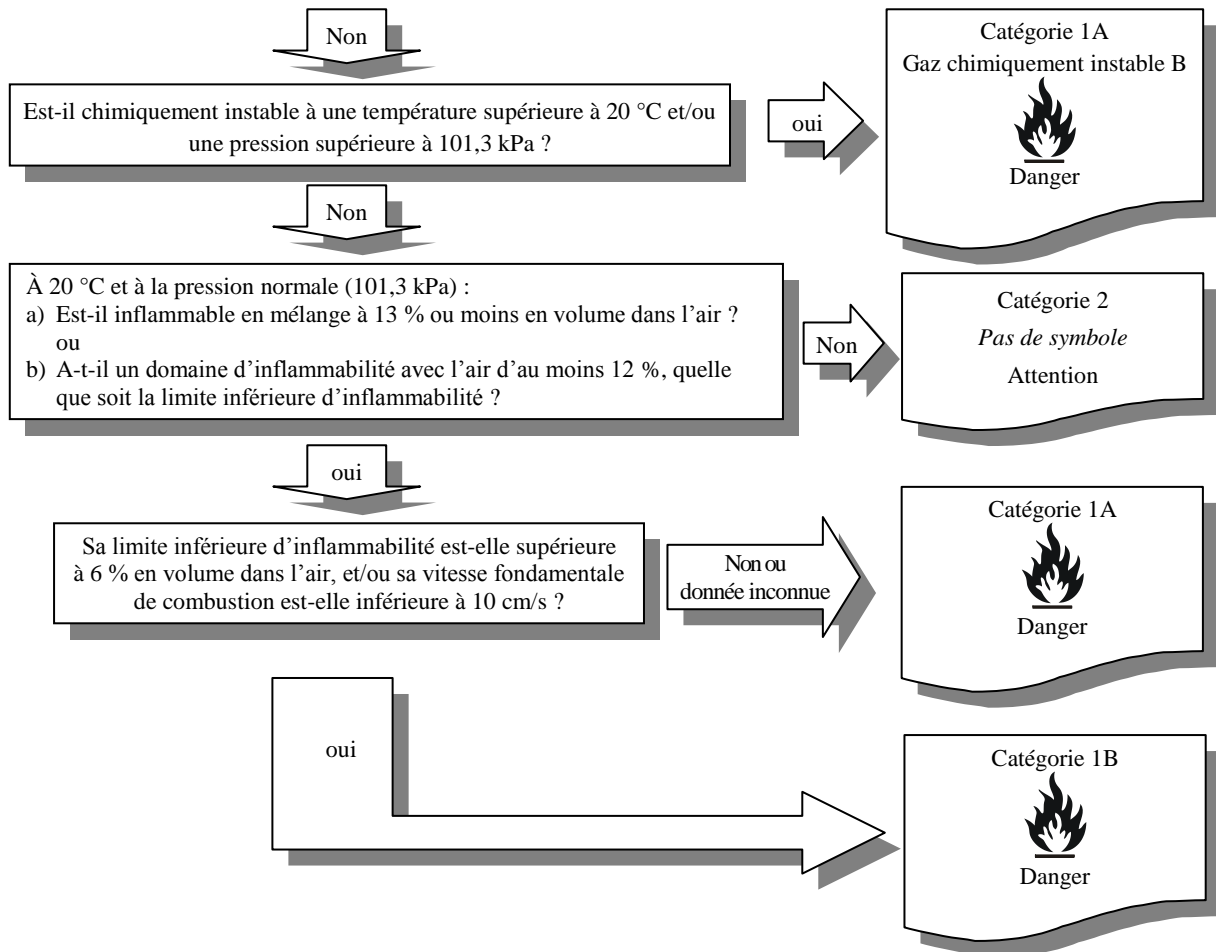 Non
Est-il chimiquement instable à une température supérieure à 20 °C et/ou
une pression supérieure à 101,3 kPa ?
oui
Catégorie 1A
Gaz chimiquement instable B
Danger
Non
À 20 °C et à la pression normale (101,3 kPa) :
a) Est-il inflammable en mélange à 13 % ou moins en volume dans l’air ?
ou
b) A-t-il un domaine d’inflammabilité avec l’air d’au moins 12 %, quelle
que soit la limite inférieure d’inflammabilité ?
Non
Catégorie 2
Pas de symbole
Attention
oui
Sa limite inférieure d’inflammabilité est-elle supérieure
à 6 % en volume dans l’air, et/ou sa vitesse fondamentale
de combustion est-elle inférieure à 10 cm/s ?
Non ou
donnée inconnue
Catégorie 1A
Danger
oui
Catégorie 1B
Danger